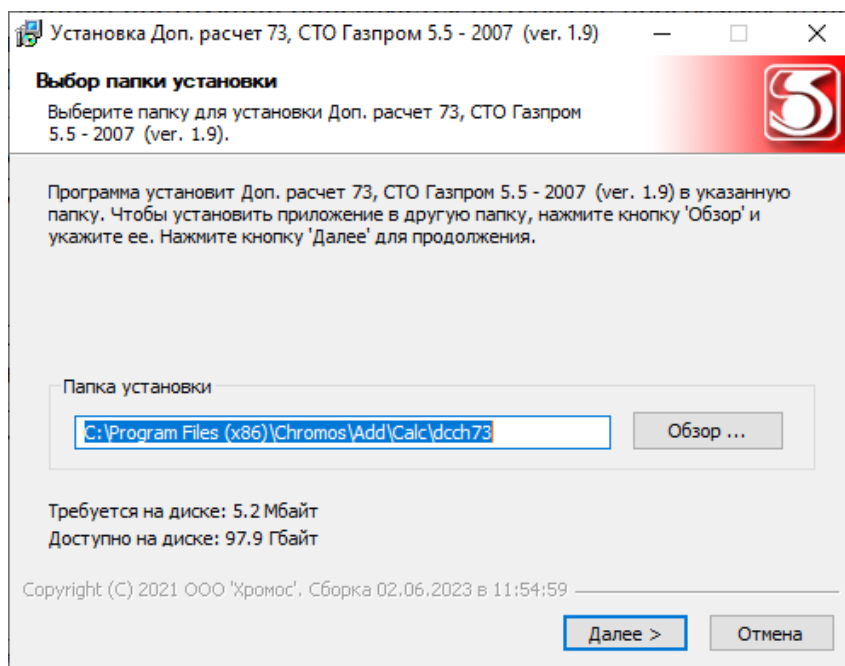 Установка Доп. расчет 73, СТО Газпром 5.5 - 2007 (ver. 1.9)
Выбор папки установки
Выберите папку для установки Доп. расчет 73, СТО Газпром
5.5 - 2007 (ver. 1.9).
Программа установит Доп. расчет 73, СТО Газпром 5.5 - 2007 (ver. 1.9) в указанную
папку. Чтобы установить приложение в другую папку, нажмите кнопку 'Обзор' и
укажите ее. Нажмите кнопку 'Далее' для продолжения.
Папка установки
C:\Program Files (x86)\Chromos\Add\Calc\dcch73
Обзор ...
Требуется на диске: 5.2 Мбайт
Доступно на диске: 97.9 Гбайт
Copyright (C) 2021 ООО 'Хромос'. Сборка 02.06.2023 в 11:54:59
Далее >
Отмена